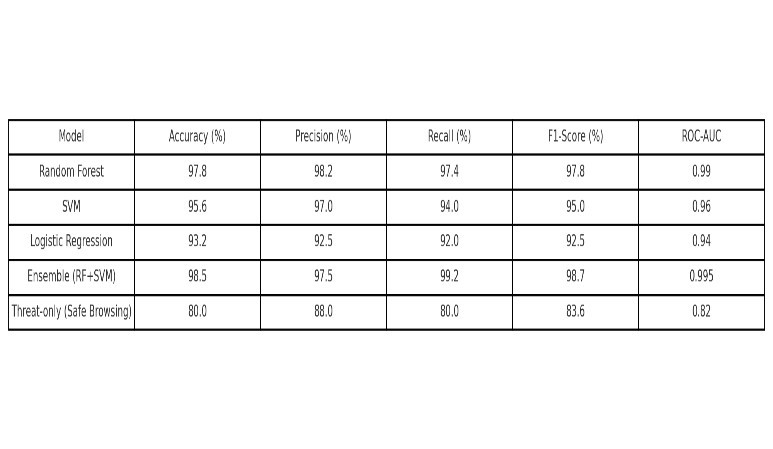 Model Accuracy (%) Precision (%) Recall (%) F1-Score (%) ROC-AUC
Random Forest 97.8 98.2 97.4 97.8 0.99
SVM 95.6 97.0 94.0 95.0 0.96
Logistic Regression 93.2 92.5 92.0 92.5 0.94
Ensemble (RF+SVM) 98.5 97.5 99.2 98.7 0.995
Threat-only (Safe Browsing) 80.0 88.0 80.0 83.6 0.82